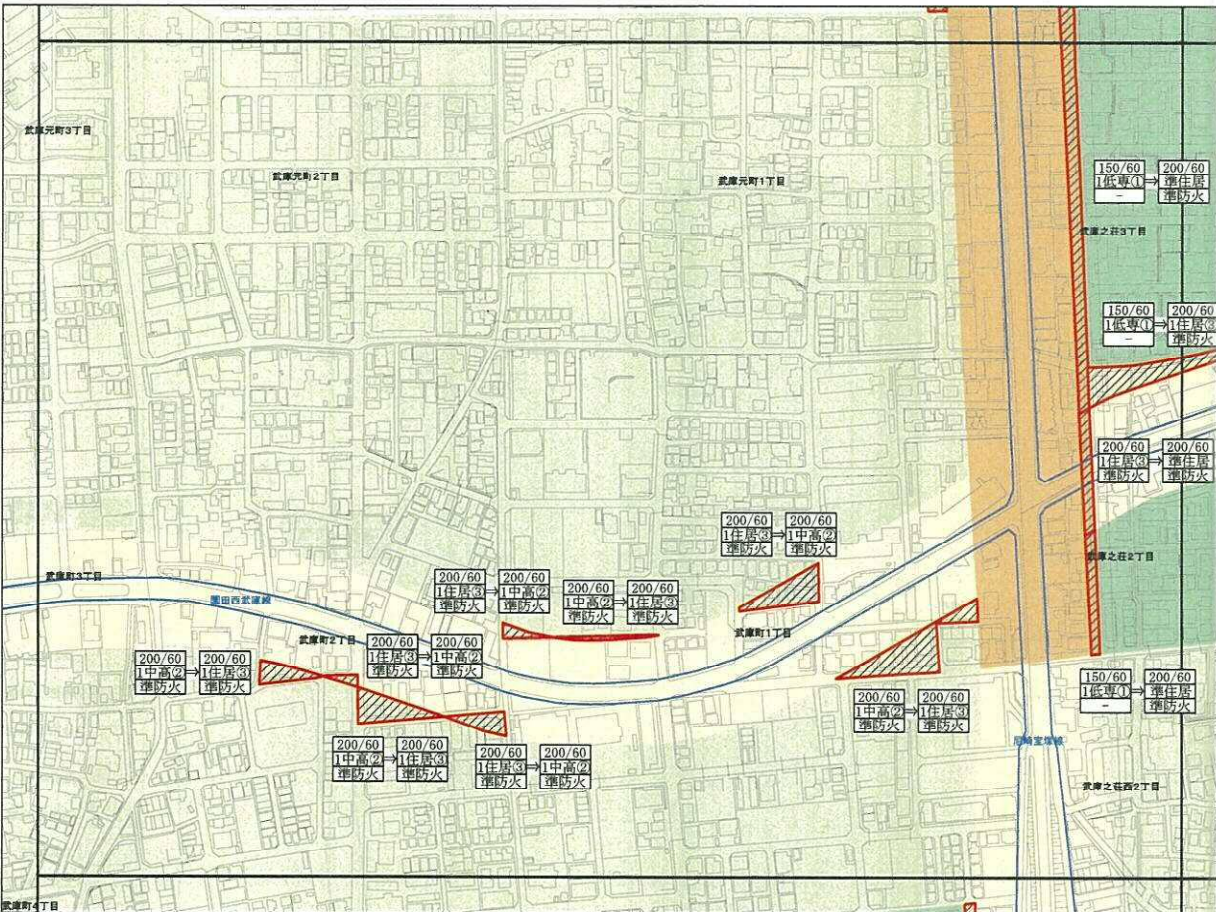 武庫元町3丁目
武庫元町2丁目
武庫元町1丁目
150/60
1低専①
-
⇒
200/60
準住居
準防火
武庫之荘3丁目
150/60
1低専①
-
⇒
200/60
1住居③
準防火
200/60
1住居③
準防火
⇒
200/60
準住居
準防火
200/60
1住居③
準防火
⇒
200/60
1中高②
準防火
武庫之荘2丁目
武庫町3丁目
園田西武庫線
200/60
1住居③
準防火
⇒
200/60
1中高②
準防火
200/60
1中高②
準防火
⇒
200/60
1住居③
準防火
武庫町2丁目
武庫町1丁目
200/60
1住居③
準防火
⇒
200/60
1中高②
準防火
200/60
1中高②
準防火
⇒
200/60
1住居③
準防火
150/60
1低専①
-
⇒
200/60
準住居
準防火
200/60
1中高②
準防火
⇒
200/60
1住居③
準防火
尼崎宝塚線
200/60
1中高②
準防火
⇒
200/60
1住居③
準防火
200/60
1住居③
準防火
⇒
200/60
1中高②
準防火
武庫之荘西2丁目
武庫町4丁目